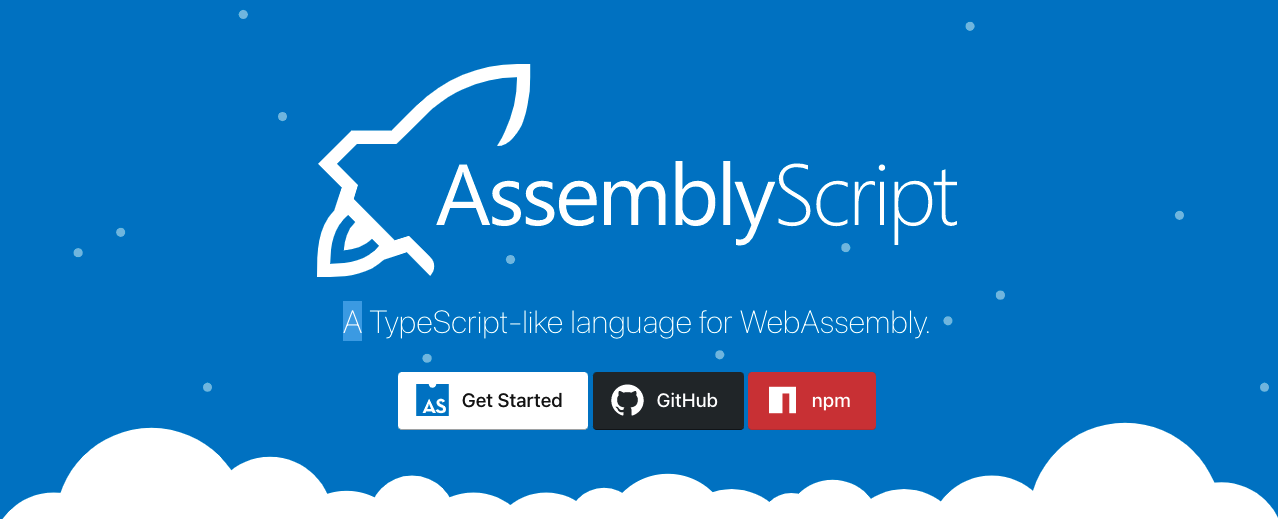 AssemblyScript
A TypeScript-like language for WebAssembly.
AS Get Started GitHub npm